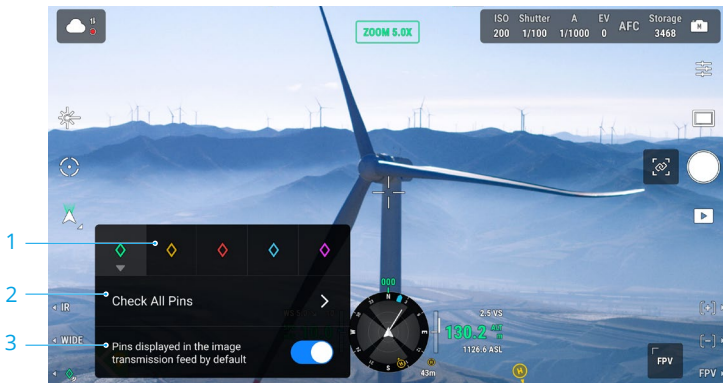 ZOOM 5.0X
ISO Shutter A EV AFC Storage
200 1/100 1/1000 0 3468
M
1
2
3
Check All Pins
Pins displayed in the image
transmission feed by default
IR
WIDE
000
N
E
S
W
43m
2.5 VS
130.2 ALT m
1126.6 ASL
H
H
FPV
FPV